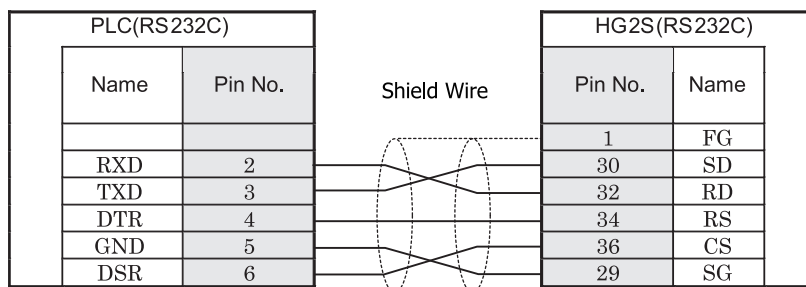 PLC(RS232C) HG2S(RS232C)
Name Pin No. Shield Wire Pin No. Name
1 FG
RXD 2 30 SD
TXD 3 32 RD
DTR 4 34 RS
GND 5 36 CS
DSR 6 29 SG